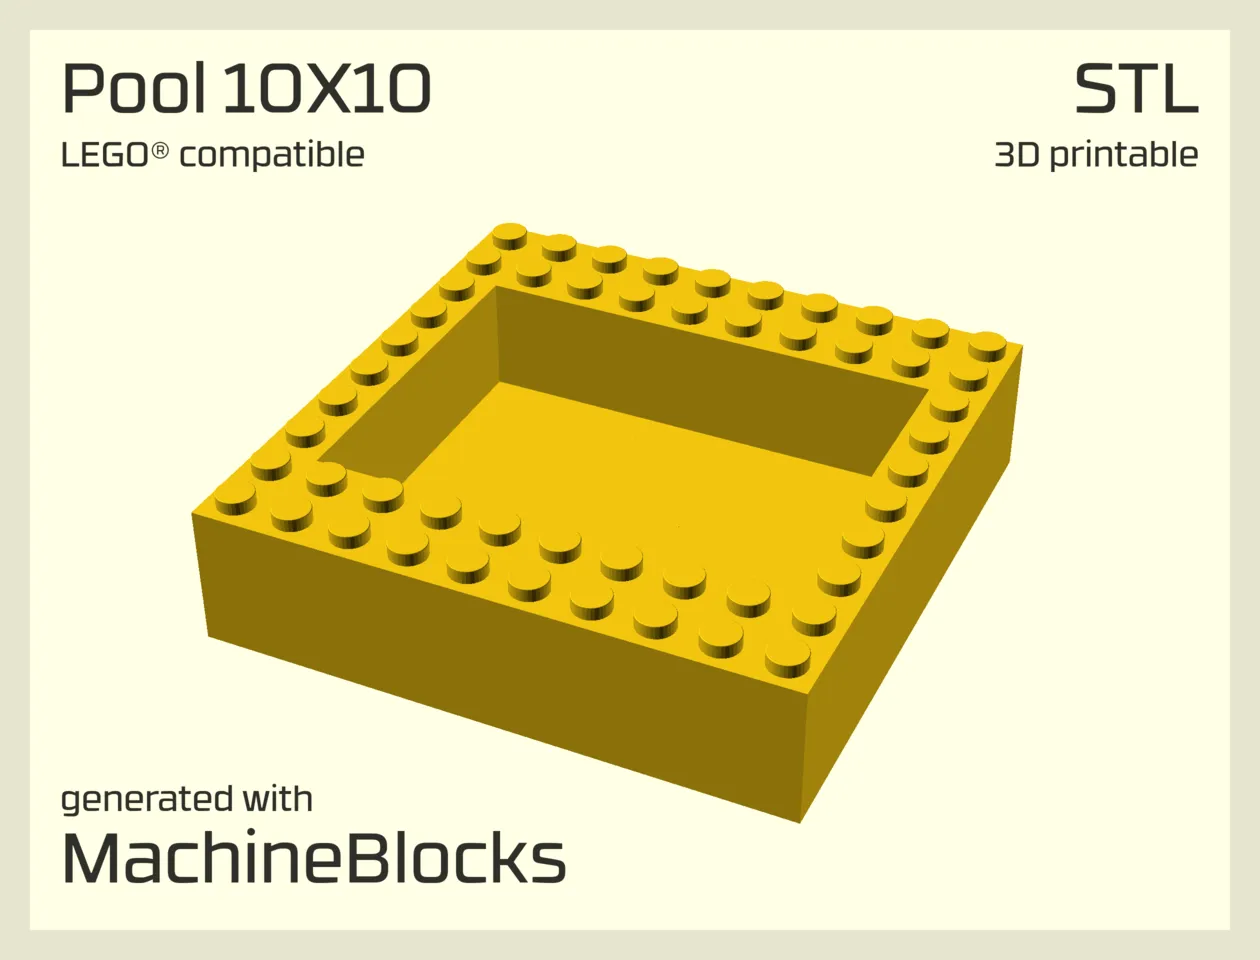 Pool 10X10
LEGO® compatible
STL
3D printable
generated with
MachineBlocks